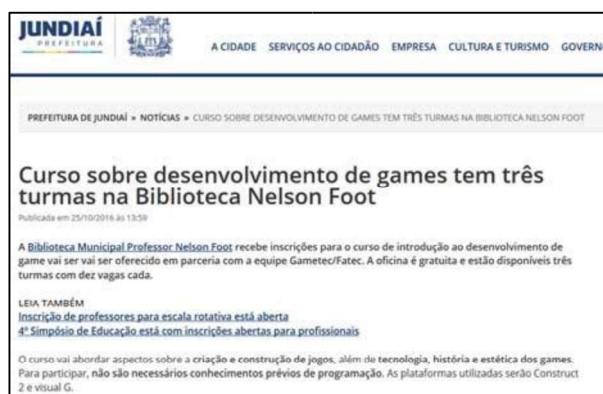 JUNDIAÍ
PREFEITURA
A CIDADE SERVIÇOS AO CIDADÃO EMPRESA CULTURA E TURISMO GOVERN
PREFEITURA DE JUNDIAÍ » NOTÍCIAS » CURSO SOBRE DESENVOLVIMENTO DE GAMES TEM TRÊS TURMAS NA BIBLIOTECA NELSON FOOT
Curso sobre desenvolvimento de games tem três
turmas na Biblioteca Nelson Foot
Publicada em 25/10/2016 às 13:59
A Biblioteca Municipal Professor Nelson Foot recebe inscrições para o curso de introdução ao desenvolvimento de
game vai ser vai ser oferecido em parceria com a equipe Gametec/Fatec. A oficina é gratuita e estão disponíveis três
turmas com dez vagas cada.
LEIA TAMBÉM
Inscrição de professores para escala rotativa está aberta
4º Simpósio de Educação está com inscrições abertas para profissionais
O curso vai abordar aspectos sobre a criação e construção de jogos, além de tecnologia, história e estética dos games.
Para participar, não são necessários conhecimentos prévios de programação. As plataformas utilizadas serão Construct
2 e visual G.